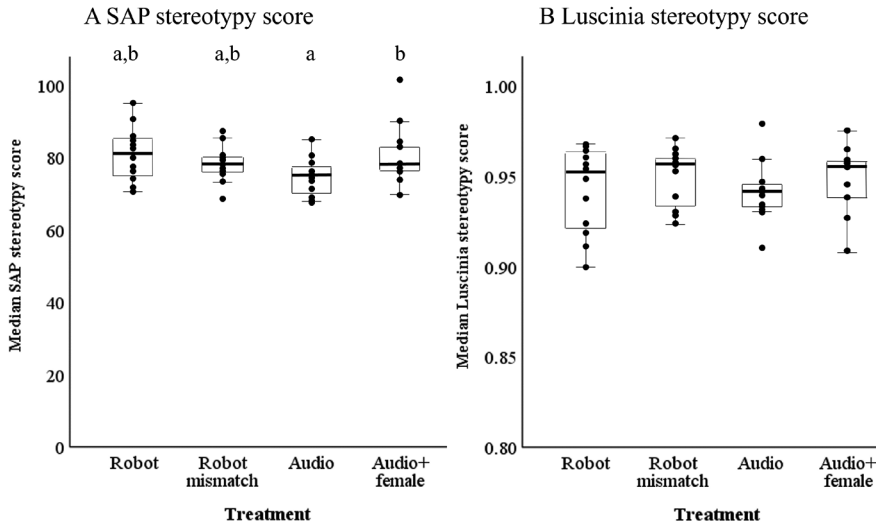 A SAP stereotypy score
a,b a,b a b
Median SAP stereotypy score
100
80
60
40
20
0
Robot Robot mismatch Audio Audio+ female
Treatment
B Luscinia stereotypy score
Median Luscinia stereotypy score
1.00
0.95
0.90
0.85
0.80
Robot Robot mismatch Audio Audio+ female
Treatment